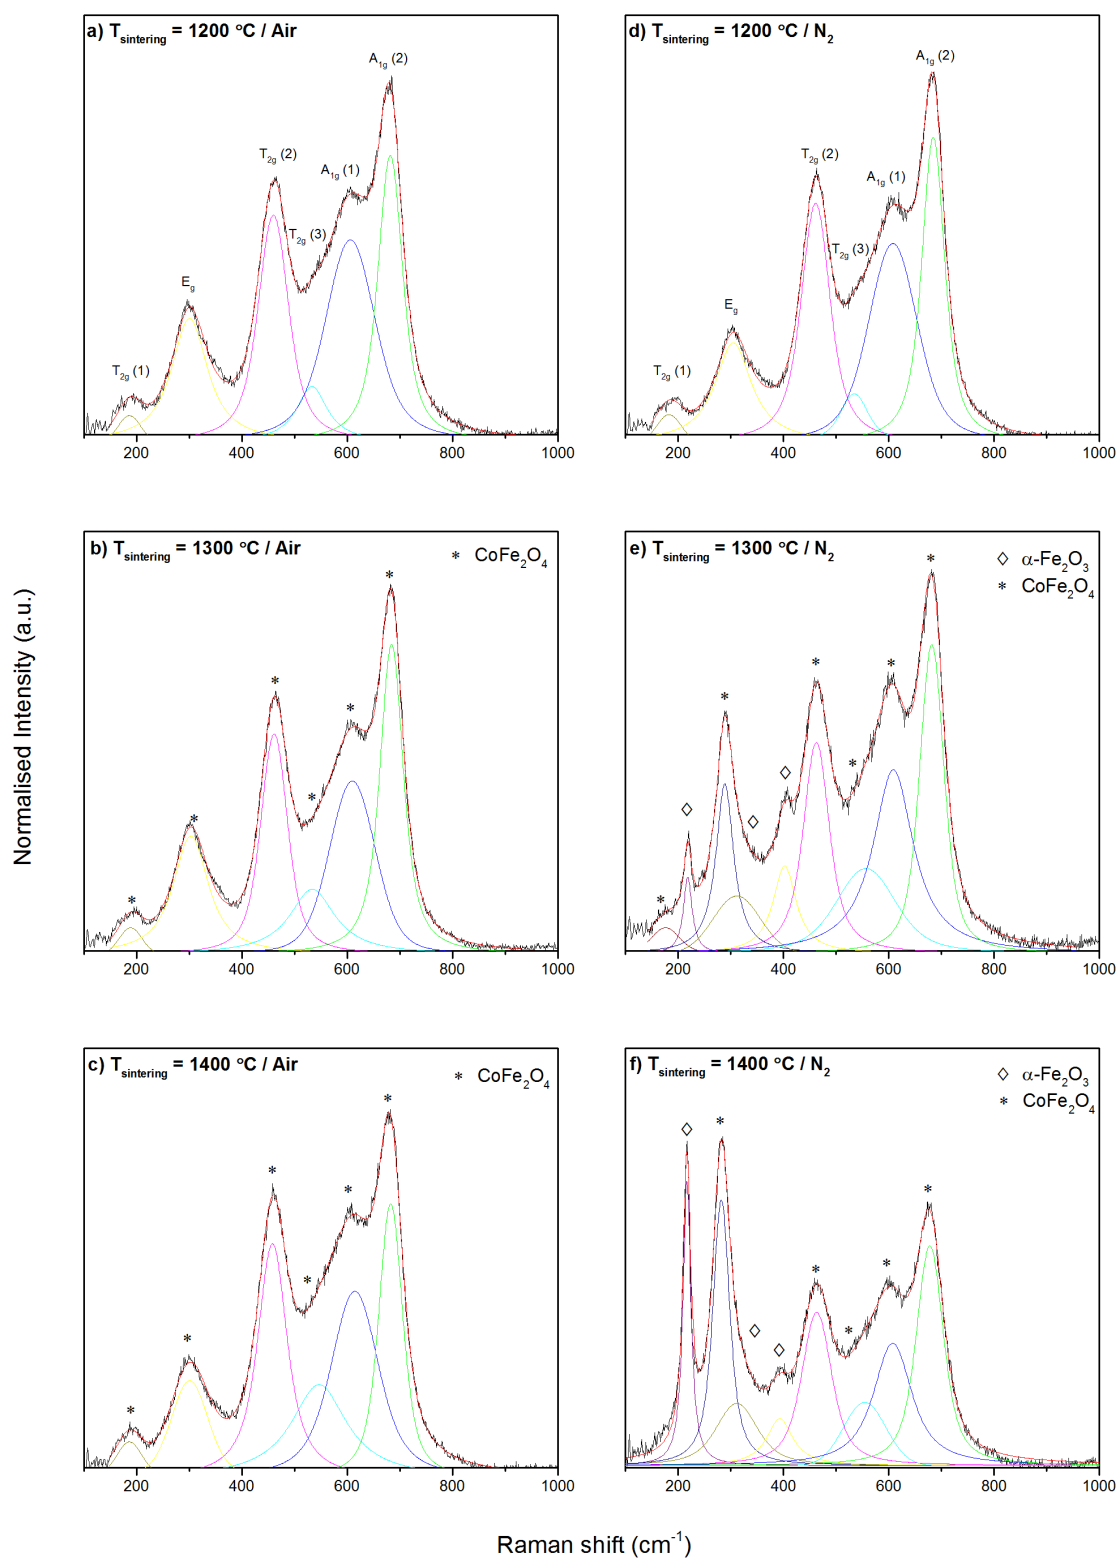 a) Tsintering = 1200 °C / Air
A1g (2)
T2g (2)
A1g (1)
T2g (3)
Eg
T2g (1)
200 400 600 800 1000
d) Tsintering = 1200 °C / N2
A1g (2)
T2g (2)
A1g (1)
T2g (3)
Eg
T2g (1)
200 400 600 800 1000
b) Tsintering = 1300 °C / Air
* CoFe2O4
200 400 600 800 1000
e) Tsintering = 1300 °C / N2
◇ α-Fe2O3
* CoFe2O4
200 400 600 800 1000
Normalised Intensity (a.u.)
c) Tsintering = 1400 °C / Air
* CoFe2O4
200 400 600 800 1000
f) Tsintering = 1400 °C / N2
◇ α-Fe2O3
* CoFe2O4
200 400 600 800 1000
Raman shift (cm-1)